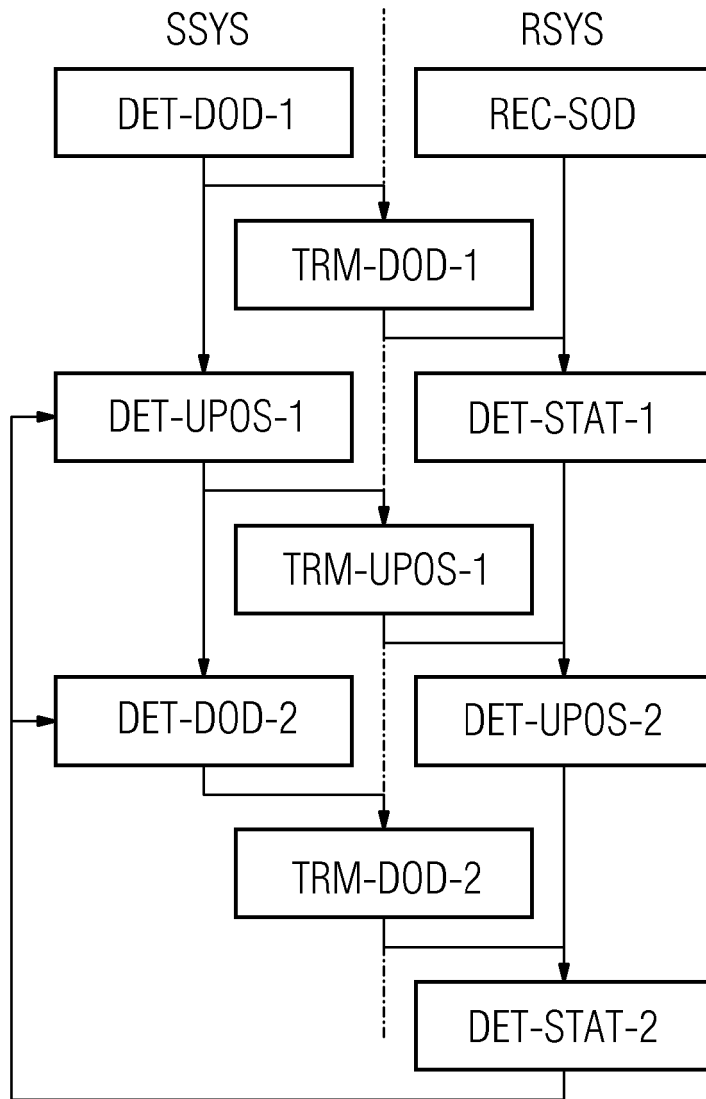 SSYS RSYS
DET-DOD-1 REC-SOD
TRM-DOD-1
DET-UPOS-1 DET-STAT-1
TRM-UPOS-1
DET-DOD-2 DET-UPOS-2
TRM-DOD-2
DET-STAT-2